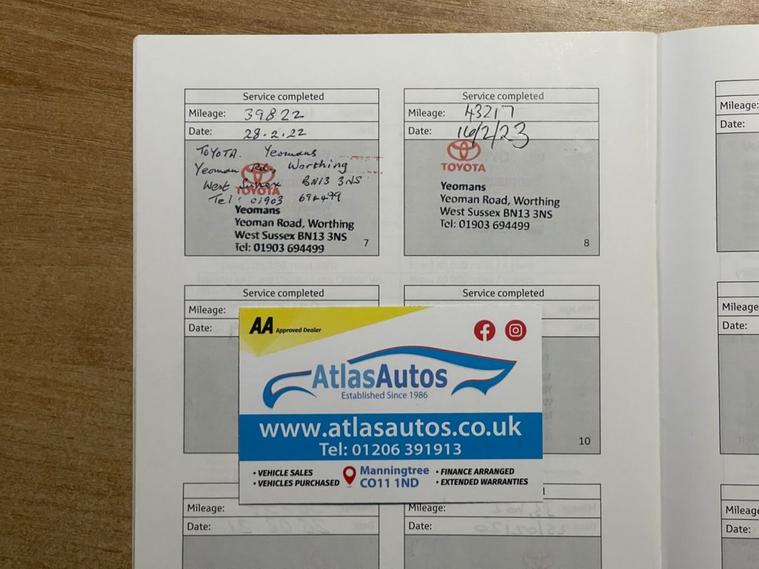 Service completed
Mileage: 39822
Date: 28.2.22
TOYOTA. Yeomans
Yeoman Rd, Worthing
West Sussex BN13 3NS
Tel: 01903 694499
TOYOTA
Yeomans
Yeoman Road, Worthing
West Sussex BN13 3NS
Tel: 01903 694499
7
Service completed
Mileage: 43217
Date: 16/2/23
TOYOTA
Yeomans
Yeoman Road, Worthing
West Sussex BN13 3NS
Tel: 01903 694499
8
Service completed
Mileage:
Date:
Service completed
10
AA Approved Dealer
AtlasAutos
Established Since 1986
www.atlasautos.co.uk
Tel: 01206 391913
• VEHICLE SALES
• VEHICLES PURCHASED
Manningtree
CO11 1ND
• FINANCE ARRANGED
• EXTENDED WARRANTIES
Mileage:
Date:
Mileage:
Date:
Mileage:
Date:
Mileage:
Date:
Mileage:
Date: